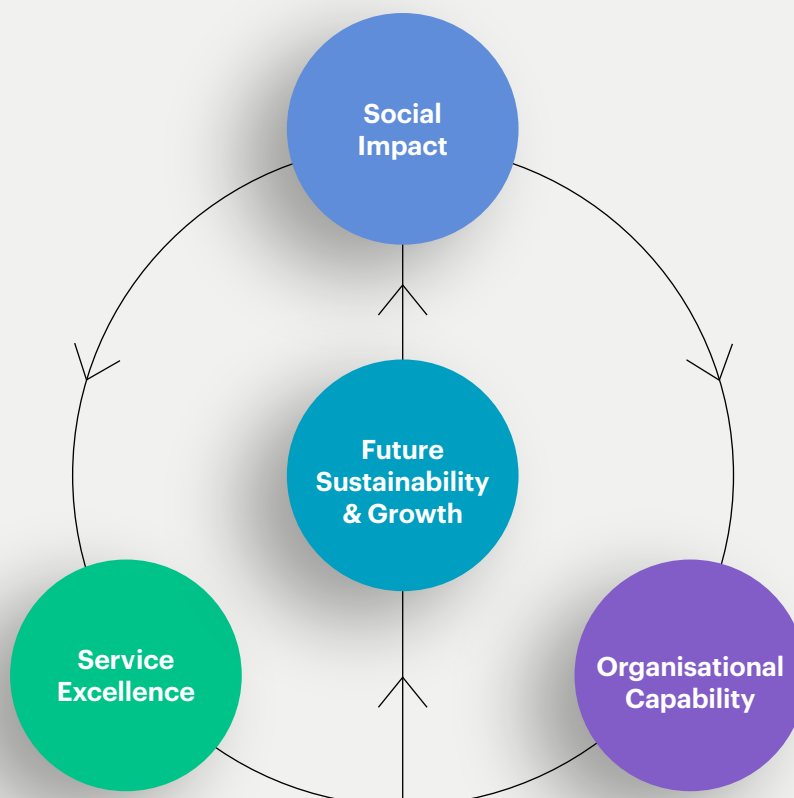 Social
Impact
Future
Sustainability
& Growth
Service
Excellence
Organisational
Capability